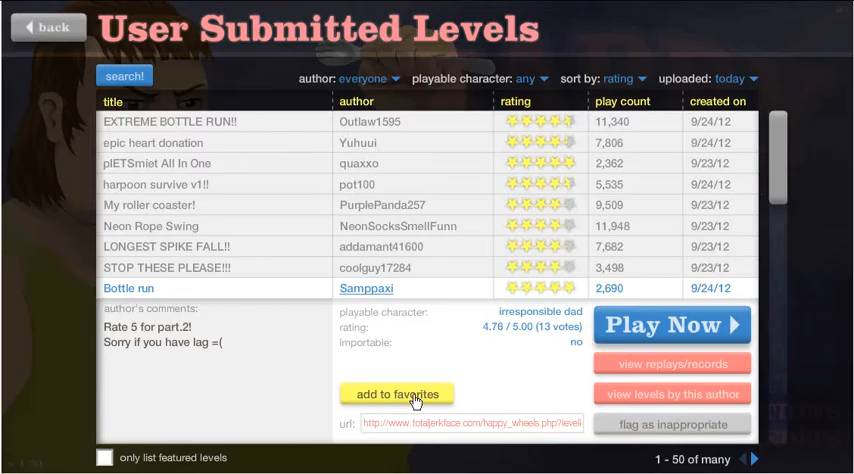 back
User Submitted Levels
search!
author: everyone playable character: any sort by: rating uploaded: today
title author rating play count created on
EXTREME BOTTLE RUN!! Outlaw1595 11,340 9/24/12
epic heart donation Yuhuui 7,806 9/24/12
plETSmiet All In One quaxxo 2,362 9/23/12
harpoon survive v1!! pot100 5,535 9/24/12
My roller coaster! PurplePanda257 9,509 9/23/12
Neon Rope Swing NeonSocksSmellFunn 11,948 9/23/12
LONGEST SPIKE FALL!! addamant41600 7,682 9/23/12
STOP THESE PLEASE!!! coolguy17284 3,498 9/23/12
Bottle run Samppaxi 2,690 9/24/12
author's comments:
Rate 5 for part.2!
Sorry if you have lag =(
playable character: irresponsible dad
rating: 4.76 / 5.00 (13 votes)
importable: no
Play Now
view replays/records
add to favorites
view levels by this author
url: http://www.totaljerkface.com/happy_wheels.php?leveli
flag as inappropriate
only list featured levels
1 - 50 of many